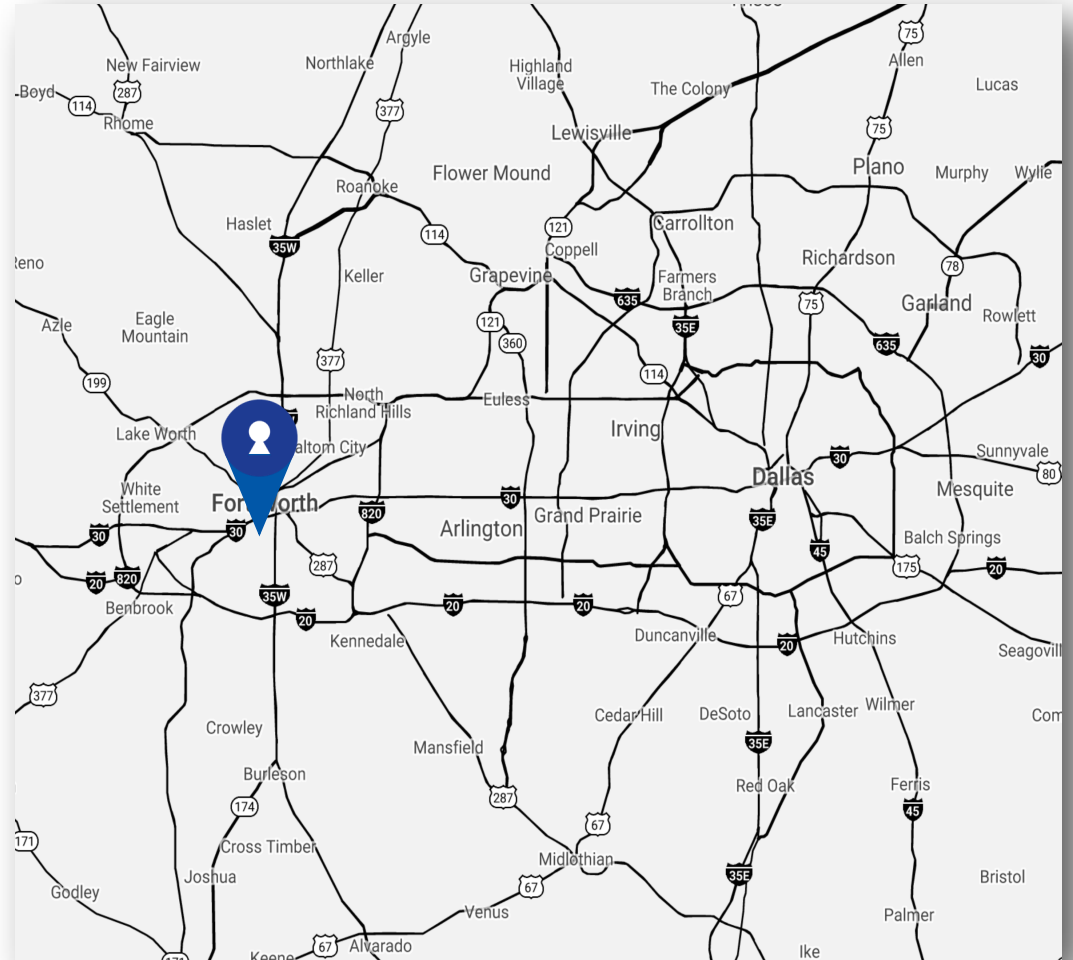 Argyle
75
New Fairview
Northlake
Highland
Village
Allen
287
Boyd
114
377
The Colony
Lucas
Rhome
Lewisville
75
Flower Mound
Plano
Murphy
Wylie
Roanoke
Haslet
35W
114
121
Carrollton
Coppell
Richardson
78
Keller
Grapevine
Farmers
Branch
635
75
Garland
Rowlett
Azle
Eagle
Mountain
121
360
35E
635
30
377
199
114
North
Richland Hills
Euless
Lake Worth
altom City
Irving
30
Sunnyvale
80
White
Settlement
Fort Worth
30
Dallas
Mesquite
820
Arlington
Grand Prairie
35E
30
30
45
Balch Springs
287
175
20
20
820
35W
67
Benbrook
20
20
20
Kennedale
Duncanville
20
Hutchins
Seagovill
377
Crowley
Cedar Hill
DeSoto
Lancaster
Wilmer
Com
Mansfield
35E
Burleson
Red Oak
Ferris
174
287
45
67
171
Cross Timber
Midlothian
35E
Joshua
Bristol
Godley
67
Venus
Palmer
67
Alvarado
Keene
Ike